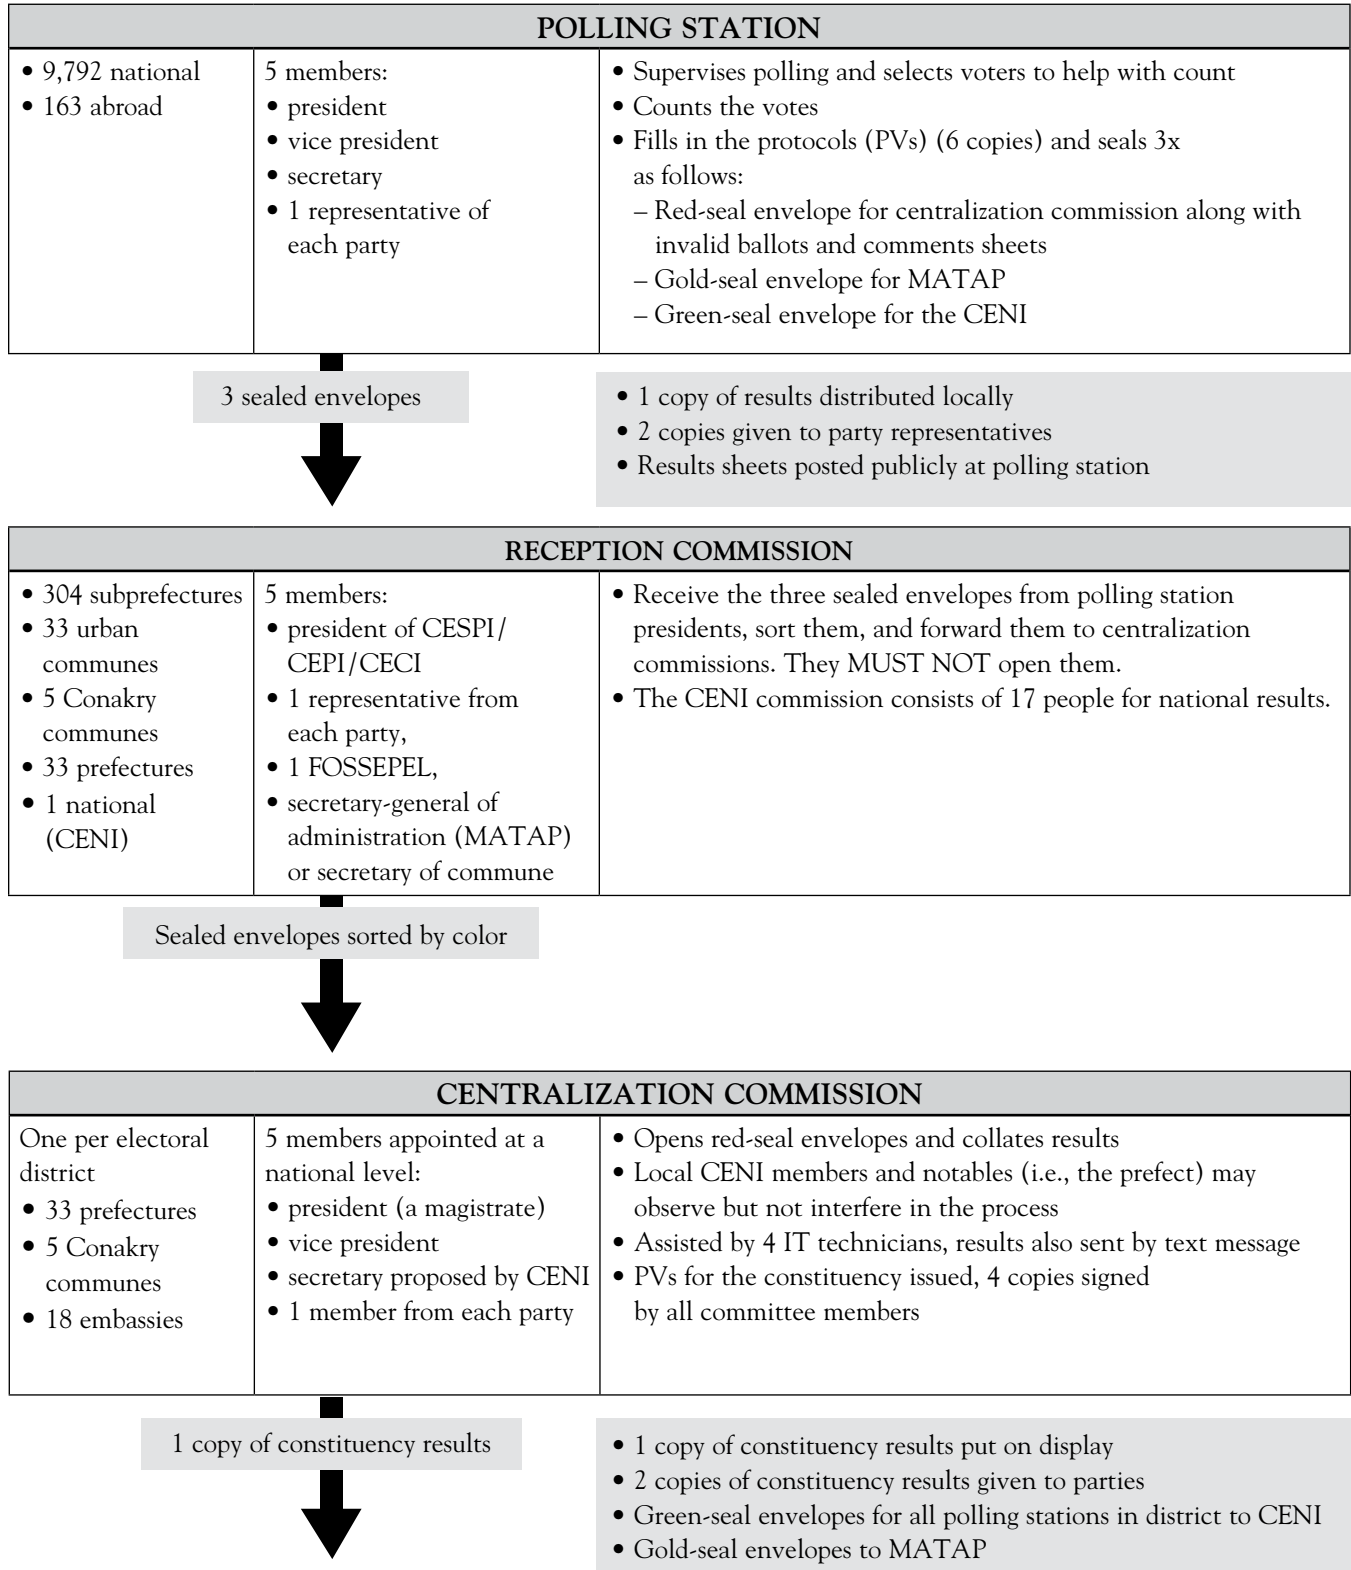 POLLING STATION
• 9,792 national
• 163 abroad
5 members:
• president
• vice president
• secretary
• 1 representative of
each party
• Supervises polling and selects voters to help with count
• Counts the votes
• Fills in the protocols (PVs) (6 copies) and seals 3x
as follows:
– Red-seal envelope for centralization commission along with
invalid ballots and comments sheets
– Gold-seal envelope for MATAP
– Green-seal envelope for the CENI
3 sealed envelopes
• 1 copy of results distributed locally
• 2 copies given to party representatives
• Results sheets posted publicly at polling station
RECEPTION COMMISSION
• 304 subprefectures
• 33 urban
communes
• 5 Conakry
communes
• 33 prefectures
• 1 national
(CENI)
5 members:
• president of CESPI/
CEPI/CECI
• 1 representative from
each party,
• 1 FOSSEPEL,
• secretary-general of
administration (MATAP)
or secretary of commune
• Receive the three sealed envelopes from polling station
presidents, sort them, and forward them to centralization
commissions. They MUST NOT open them.
• The CENI commission consists of 17 people for national results.
Sealed envelopes sorted by color
CENTRALIZATION COMMISSION
One per electoral
district
• 33 prefectures
• 5 Conakry
communes
• 18 embassies
5 members appointed at a
national level:
• president (a magistrate)
• vice president
• secretary proposed by CENI
• 1 member from each party
• Opens red-seal envelopes and collates results
• Local CENI members and notables (i.e., the prefect) may
observe but not interfere in the process
• Assisted by 4 IT technicians, results also sent by text message
• PVs for the constituency issued, 4 copies signed
by all committee members
1 copy of constituency results
• 1 copy of constituency results put on display
• 2 copies of constituency results given to parties
• Green-seal envelopes for all polling stations in district to CENI
• Gold-seal envelopes to MATAP